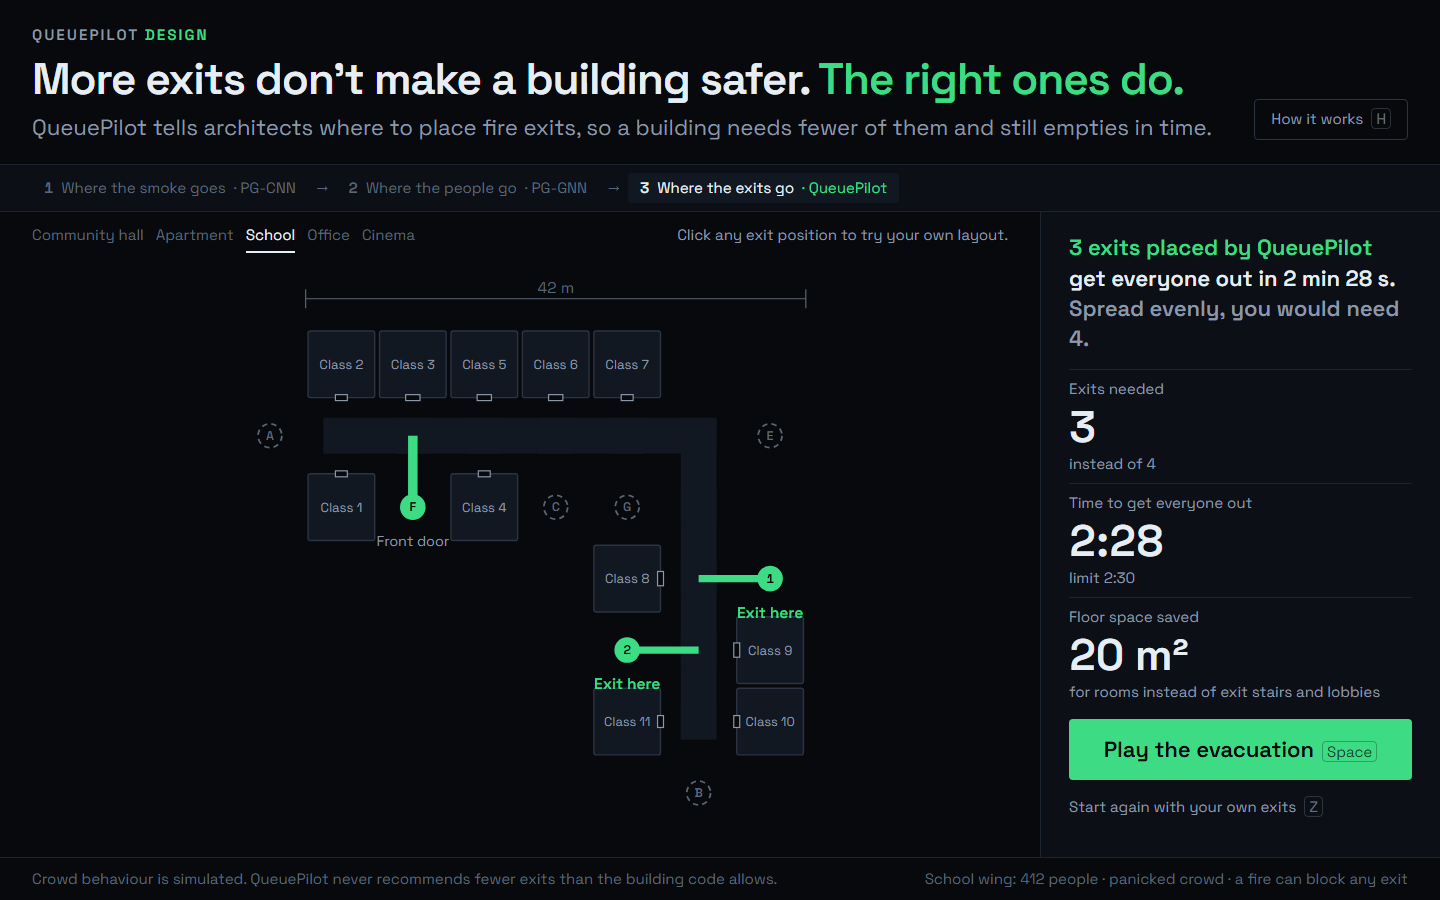 QUEUEPILOT DESIGN
More exits don't make a building safer. The right ones do.
QueuePilot tells architects where to place fire exits, so a building needs fewer of them and still empties in time.
How it works H
1 Where the smoke goes · PG-CNN → 2 Where the people go · PG-GNN → 3 Where the exits go · QueuePilot
Community hall Apartment School Office Cinema
Click any exit position to try your own layout.
42 m
Class 2 Class 3 Class 5 Class 6 Class 7
A E
Class 1 F Class 4 C G
Front door
Class 8 1
Exit here
2 Class 9
Exit here
Class 11 Class 10
B
3 exits placed by QueuePilot
get everyone out in 2 min 28 s.
Spread evenly, you would need
4.
Exits needed
3
instead of 4
Time to get everyone out
2:28
limit 2:30
Floor space saved
20 m²
for rooms instead of exit stairs and lobbies
Play the evacuation Space
Start again with your own exits Z
Crowd behaviour is simulated. QueuePilot never recommends fewer exits than the building code allows.
School wing: 412 people · panicked crowd · a fire can block any exit